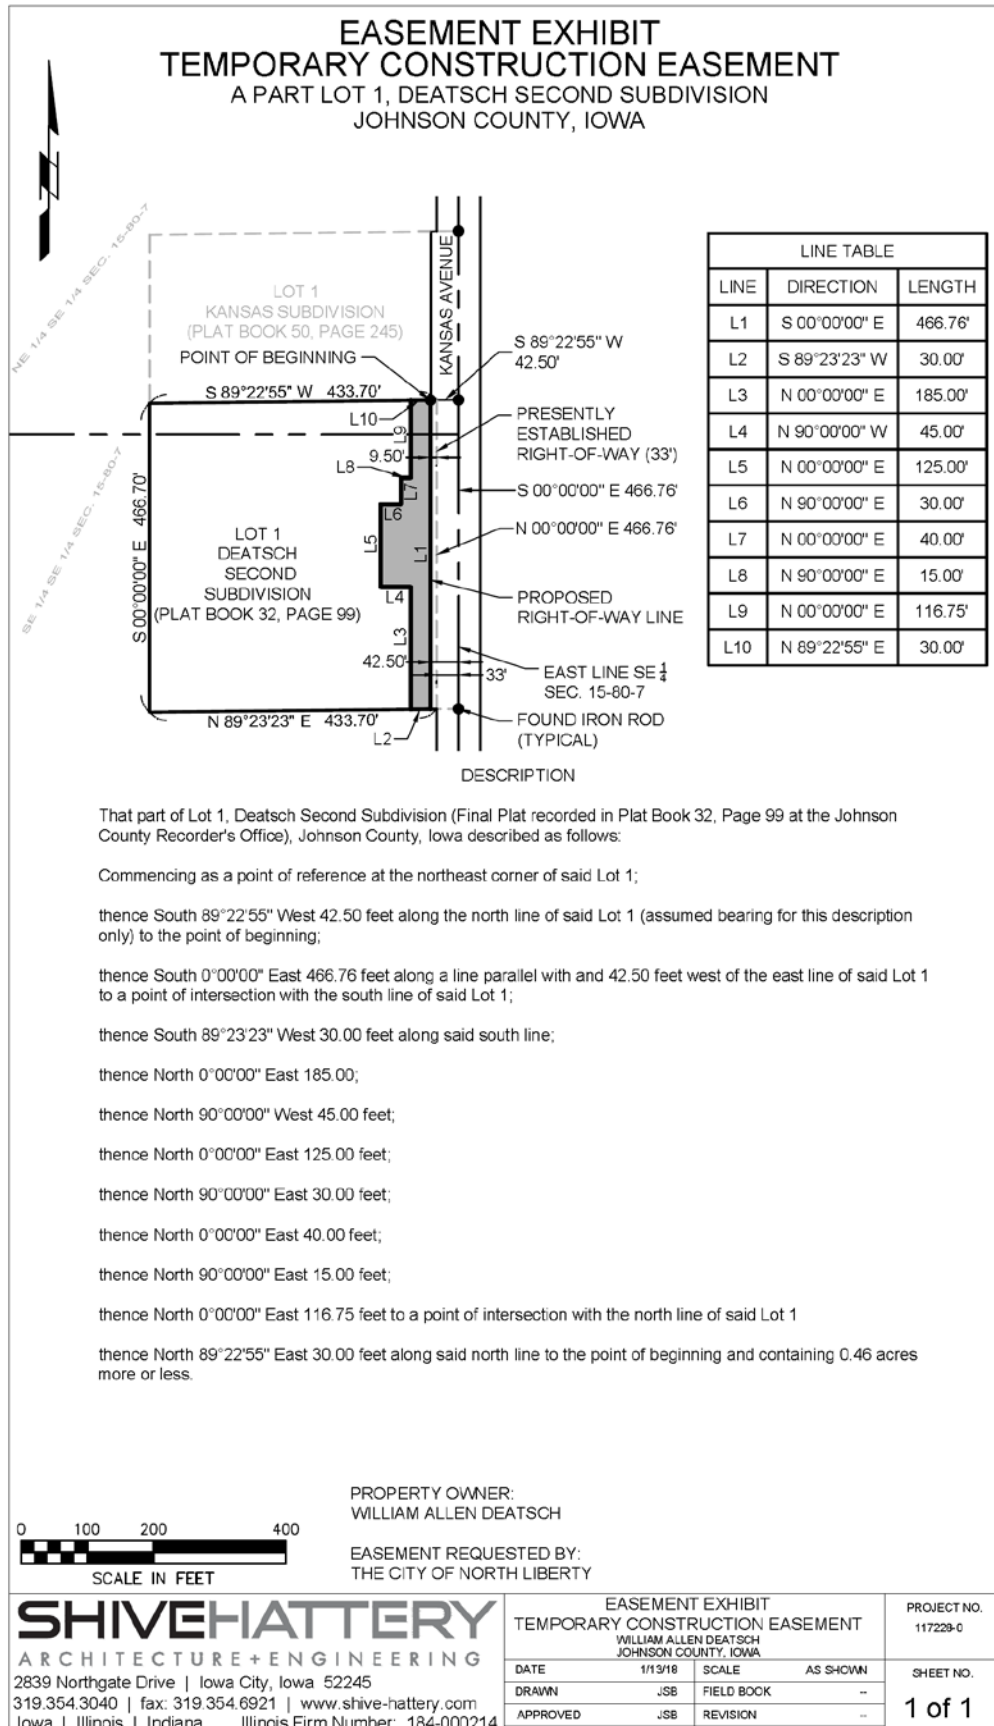 EASEMENT EXHIBIT
TEMPORARY CONSTRUCTION EASEMENT
A PART LOT 1, DEATSCH SECOND SUBDIVISION
JOHNSON COUNTY, IOWA
N
NE 1/4 SE 1/4 SEC. 15-80-7
SE 1/4 SE 1/4 SEC. 15-80-7
LOT 1
KANSAS SUBDIVISION
(PLAT BOOK 50, PAGE 245)
POINT OF BEGINNING
KANSAS AVENUE
S 89°22'55" W
42.50'
S 89°22'55" W 433.70'
L10
L9
9.50'
L8
L7
L6
L5
L1
L4
L3
42.50'
33'
S 00°00'00" E 466.70'
LOT 1
DEATSCH
SECOND
SUBDIVISION
(PLAT BOOK 32, PAGE 99)
N 89°23'23" E 433.70'
L2
PRESENTLY
ESTABLISHED
RIGHT-OF-WAY (33')
S 00°00'00" E 466.76'
N 00°00'00" E 466.76'
PROPOSED
RIGHT-OF-WAY LINE
EAST LINE SE 1/4
SEC. 15-80-7
FOUND IRON ROD
(TYPICAL)
LINE TABLE
LINE DIRECTION LENGTH
L1 S 00°00'00" E 466.76'
L2 S 89°23'23" W 30.00'
L3 N 00°00'00" E 185.00'
L4 N 90°00'00" W 45.00'
L5 N 00°00'00" E 125.00'
L6 N 90°00'00" E 30.00'
L7 N 00°00'00" E 40.00'
L8 N 90°00'00" E 15.00'
L9 N 00°00'00" E 116.75'
L10 N 89°22'55" E 30.00'
DESCRIPTION
That part of Lot 1, Deatsch Second Subdivision (Final Plat recorded in Plat Book 32, Page 99 at the Johnson
County Recorder's Office), Johnson County, Iowa described as follows:
Commencing as a point of reference at the northeast corner of said Lot 1;
thence South 89°22'55" West 42.50 feet along the north line of said Lot 1 (assumed bearing for this description
only) to the point of beginning;
thence South 0°00'00" East 466.76 feet along a line parallel with and 42.50 feet west of the east line of said Lot 1
to a point of intersection with the south line of said Lot 1;
thence South 89°23'23" West 30.00 feet along said south line;
thence North 0°00'00" East 185.00;
thence North 90°00'00" West 45.00 feet;
thence North 0°00'00" East 125.00 feet;
thence North 90°00'00" East 30.00 feet;
thence North 0°00'00" East 40.00 feet;
thence North 90°00'00" East 15.00 feet;
thence North 0°00'00" East 116.75 feet to a point of intersection with the north line of said Lot 1
thence North 89°22'55" East 30.00 feet along said north line to the point of beginning and containing 0.46 acres
more or less.
PROPERTY OWNER:
WILLIAM ALLEN DEATSCH
EASEMENT REQUESTED BY:
THE CITY OF NORTH LIBERTY
0 100 200 400
SCALE IN FEET
SHIVEHATTERY
ARCHITECTURE+ENGINEERING
2839 Northgate Drive | Iowa City, Iowa 52245
319.354.3040 | fax: 319.354.6921 | www.shive-hattery.com
Iowa | Illinois | Indiana Illinois Firm Number: 184-000214
EASEMENT EXHIBIT
TEMPORARY CONSTRUCTION EASEMENT
WILLIAM ALLEN DEATSCH
JOHNSON COUNTY, IOWA
DATE 1/13/18 SCALE AS SHOWN
DRAWN JSB FIELD BOOK --
APPROVED JSB REVISION --
PROJECT NO.
117228-0
SHEET NO.
1 of 1